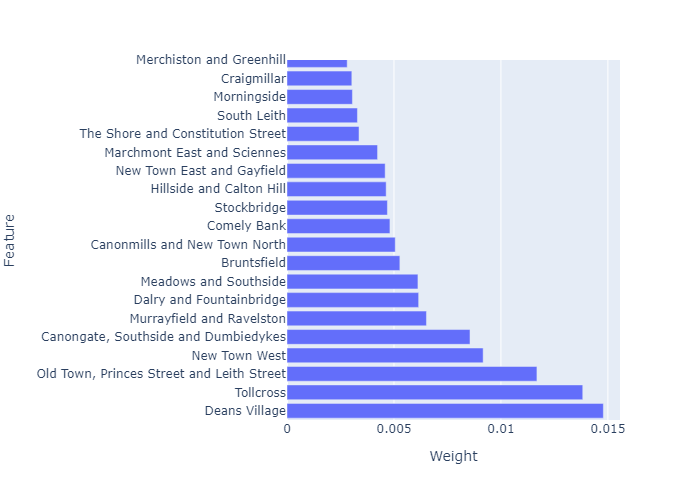 Merchiston and Greenhill
Craigmillar
Morningside
South Leith
The Shore and Constitution Street
Marchmont East and Sciennes
New Town East and Gayfield
Hillside and Calton Hill
Stockbridge
Comely Bank
Canonmills and New Town North
Bruntsfield
Meadows and Southside
Dalry and Fountainbridge
Murrayfield and Ravelston
Canongate, Southside and Dumbiedykes
New Town West
Old Town, Princes Street and Leith Street
Tollcross
Deans Village
Feature
0 0.005 0.01 0.015
Weight